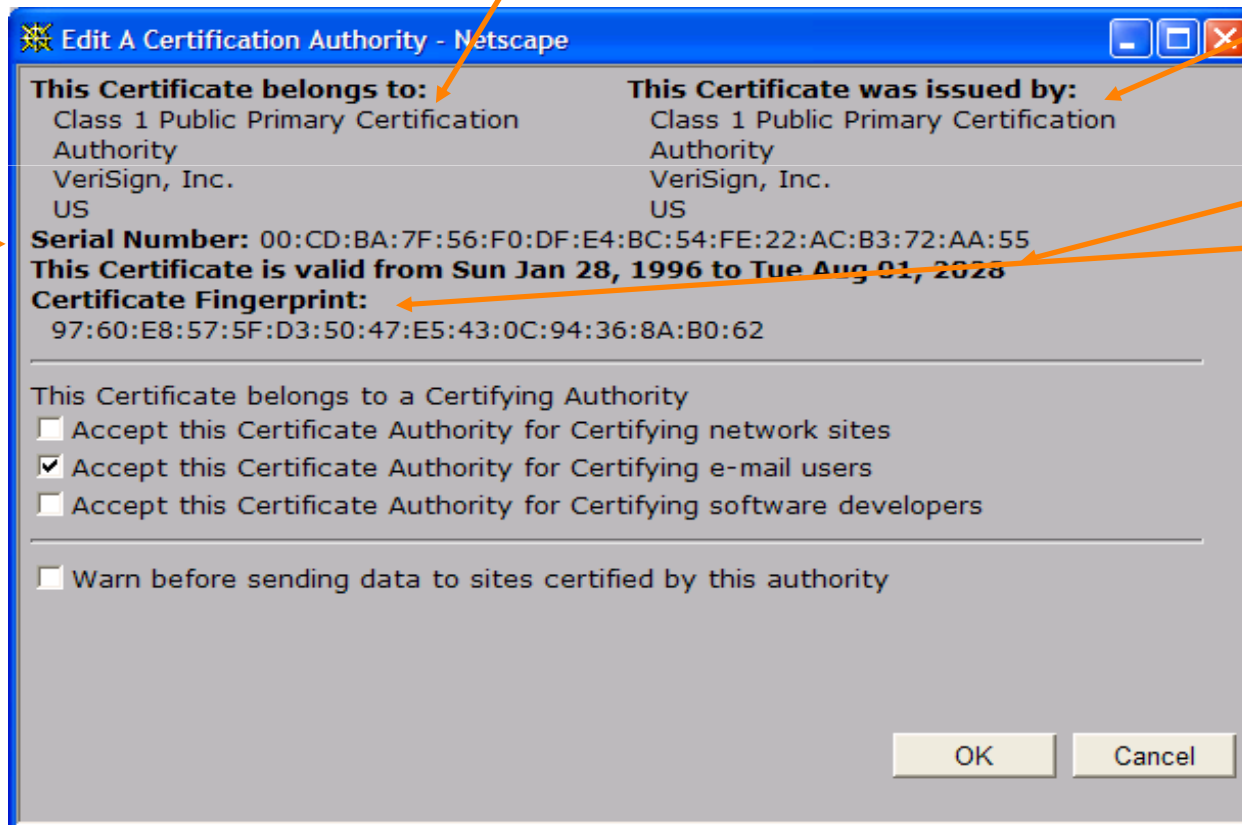 Edit A Certification Authority - Netscape
This Certificate belongs to:
Class 1 Public Primary Certification
Authority
VeriSign, Inc.
US
This Certificate was issued by:
Class 1 Public Primary Certification
Authority
VeriSign, Inc.
US
Serial Number: 00:CD:BA:7F:56:F0:DF:E4:BC:54:FE:22:AC:B3:72:AA:55
This Certificate is valid from Sun Jan 28, 1996 to Tue Aug 01, 2028
Certificate Fingerprint:
97:60:E8:57:5F:D3:50:47:E5:43:0C:94:36:8A:B0:62
This Certificate belongs to a Certifying Authority
Accept this Certificate Authority for Certifying network sites
Accept this Certificate Authority for Certifying e-mail users
Accept this Certificate Authority for Certifying software developers
Warn before sending data to sites certified by this authority
OK
Cancel